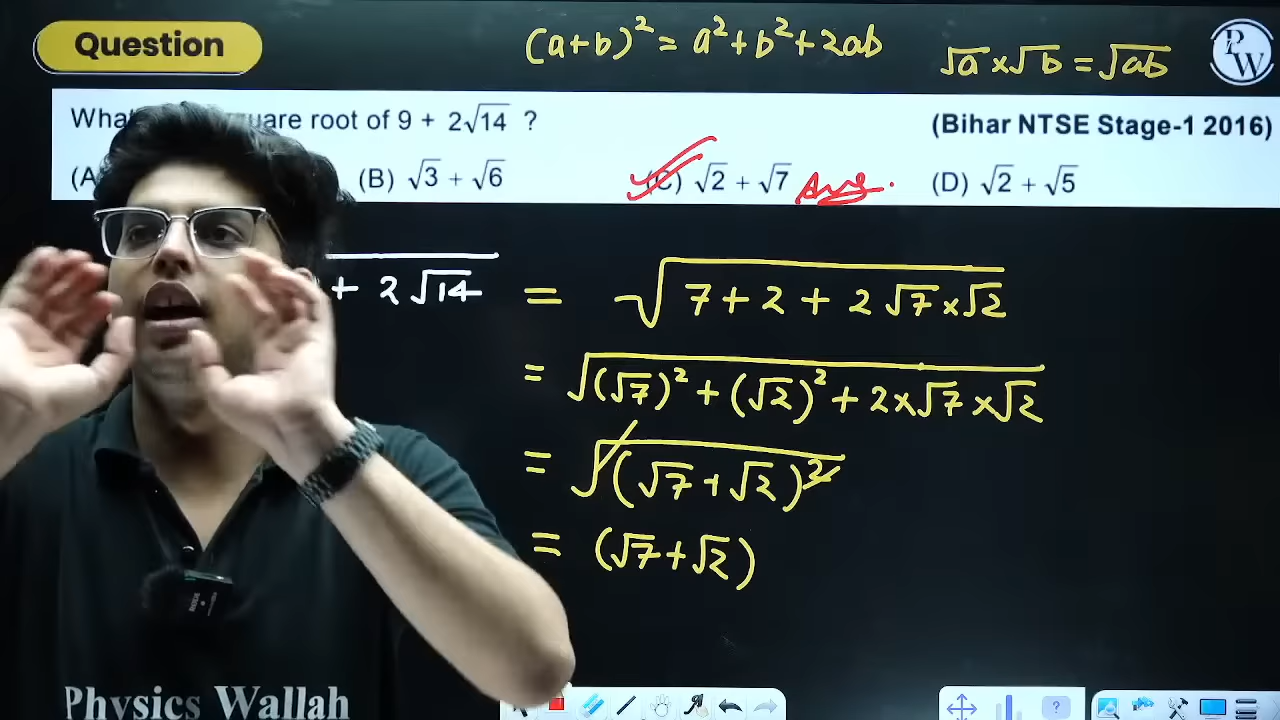 Question
(a+b)² = a²+b²+2ab
√a×√b = √ab
PW
What uare root of 9 + 2√14 ?
(Bihar NTSE Stage-1 2016)
(A (B) √3 + √6 (C) √2 + √7 Ans. (D) √2 + √5
+ 2√14 = √7+2+2√7×√2
= √(√7)²+(√2)²+2×√7×√2
= √(√7+√2)²
= (√7+√2)
Physics Wallah